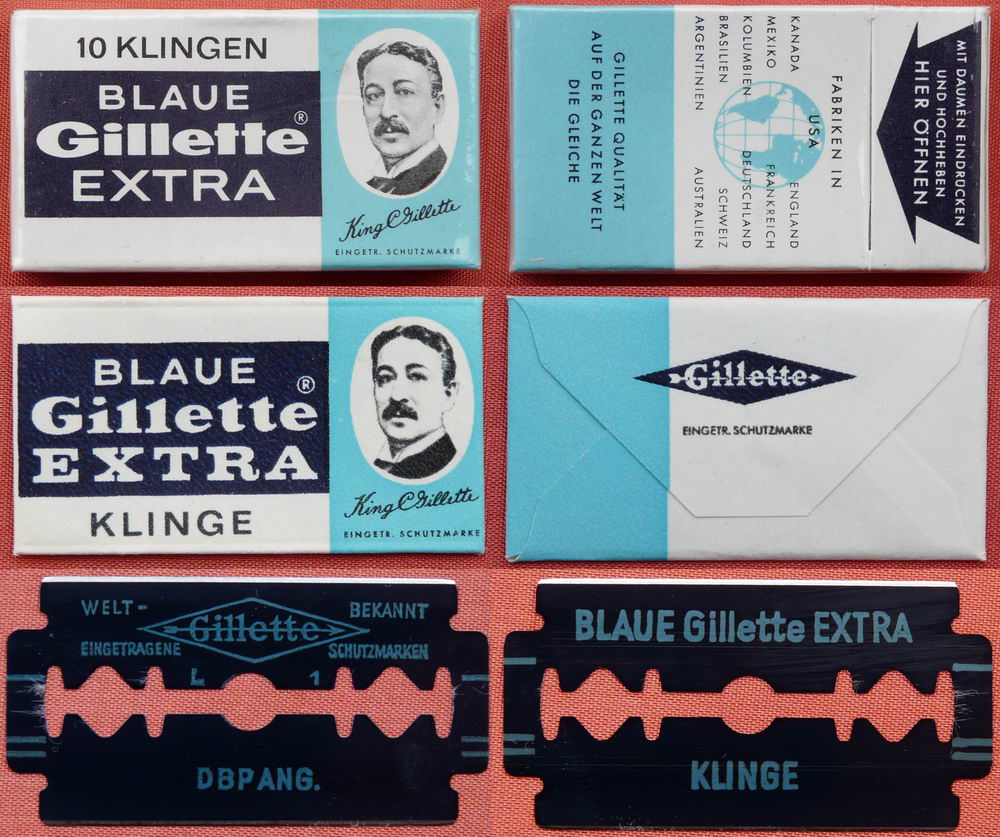 10 KLINGEN
BLAUE
Gillette®
EXTRA
King C Gillette
EINGETR. SCHUTZMARKE
GILLETTE QUALITÄT
AUF DER GANZEN WELT
DIE GLEICHE
FABRIKEN IN
USA
KANADA ENGLAND
MEXIKO FRANKREICH
KOLUMBIEN DEUTSCHLAND
BRASILIEN SCHWEIZ
ARGENTINIEN AUSTRALIEN
MIT DAUMEN EINDRÜCKEN
UND HOCHHEBEN
HIER ÖFFNEN
BLAUE
Gillette®
EXTRA
KLINGE
King C Gillette
EINGETR. SCHUTZMARKE
Gillette
EINGETR. SCHUTZMARKE
WELT- BEKANNT
Gillette
EINGETRAGENE SCHUTZMARKEN
L 1
DBP ANG.
BLAUE Gillette EXTRA
KLINGE